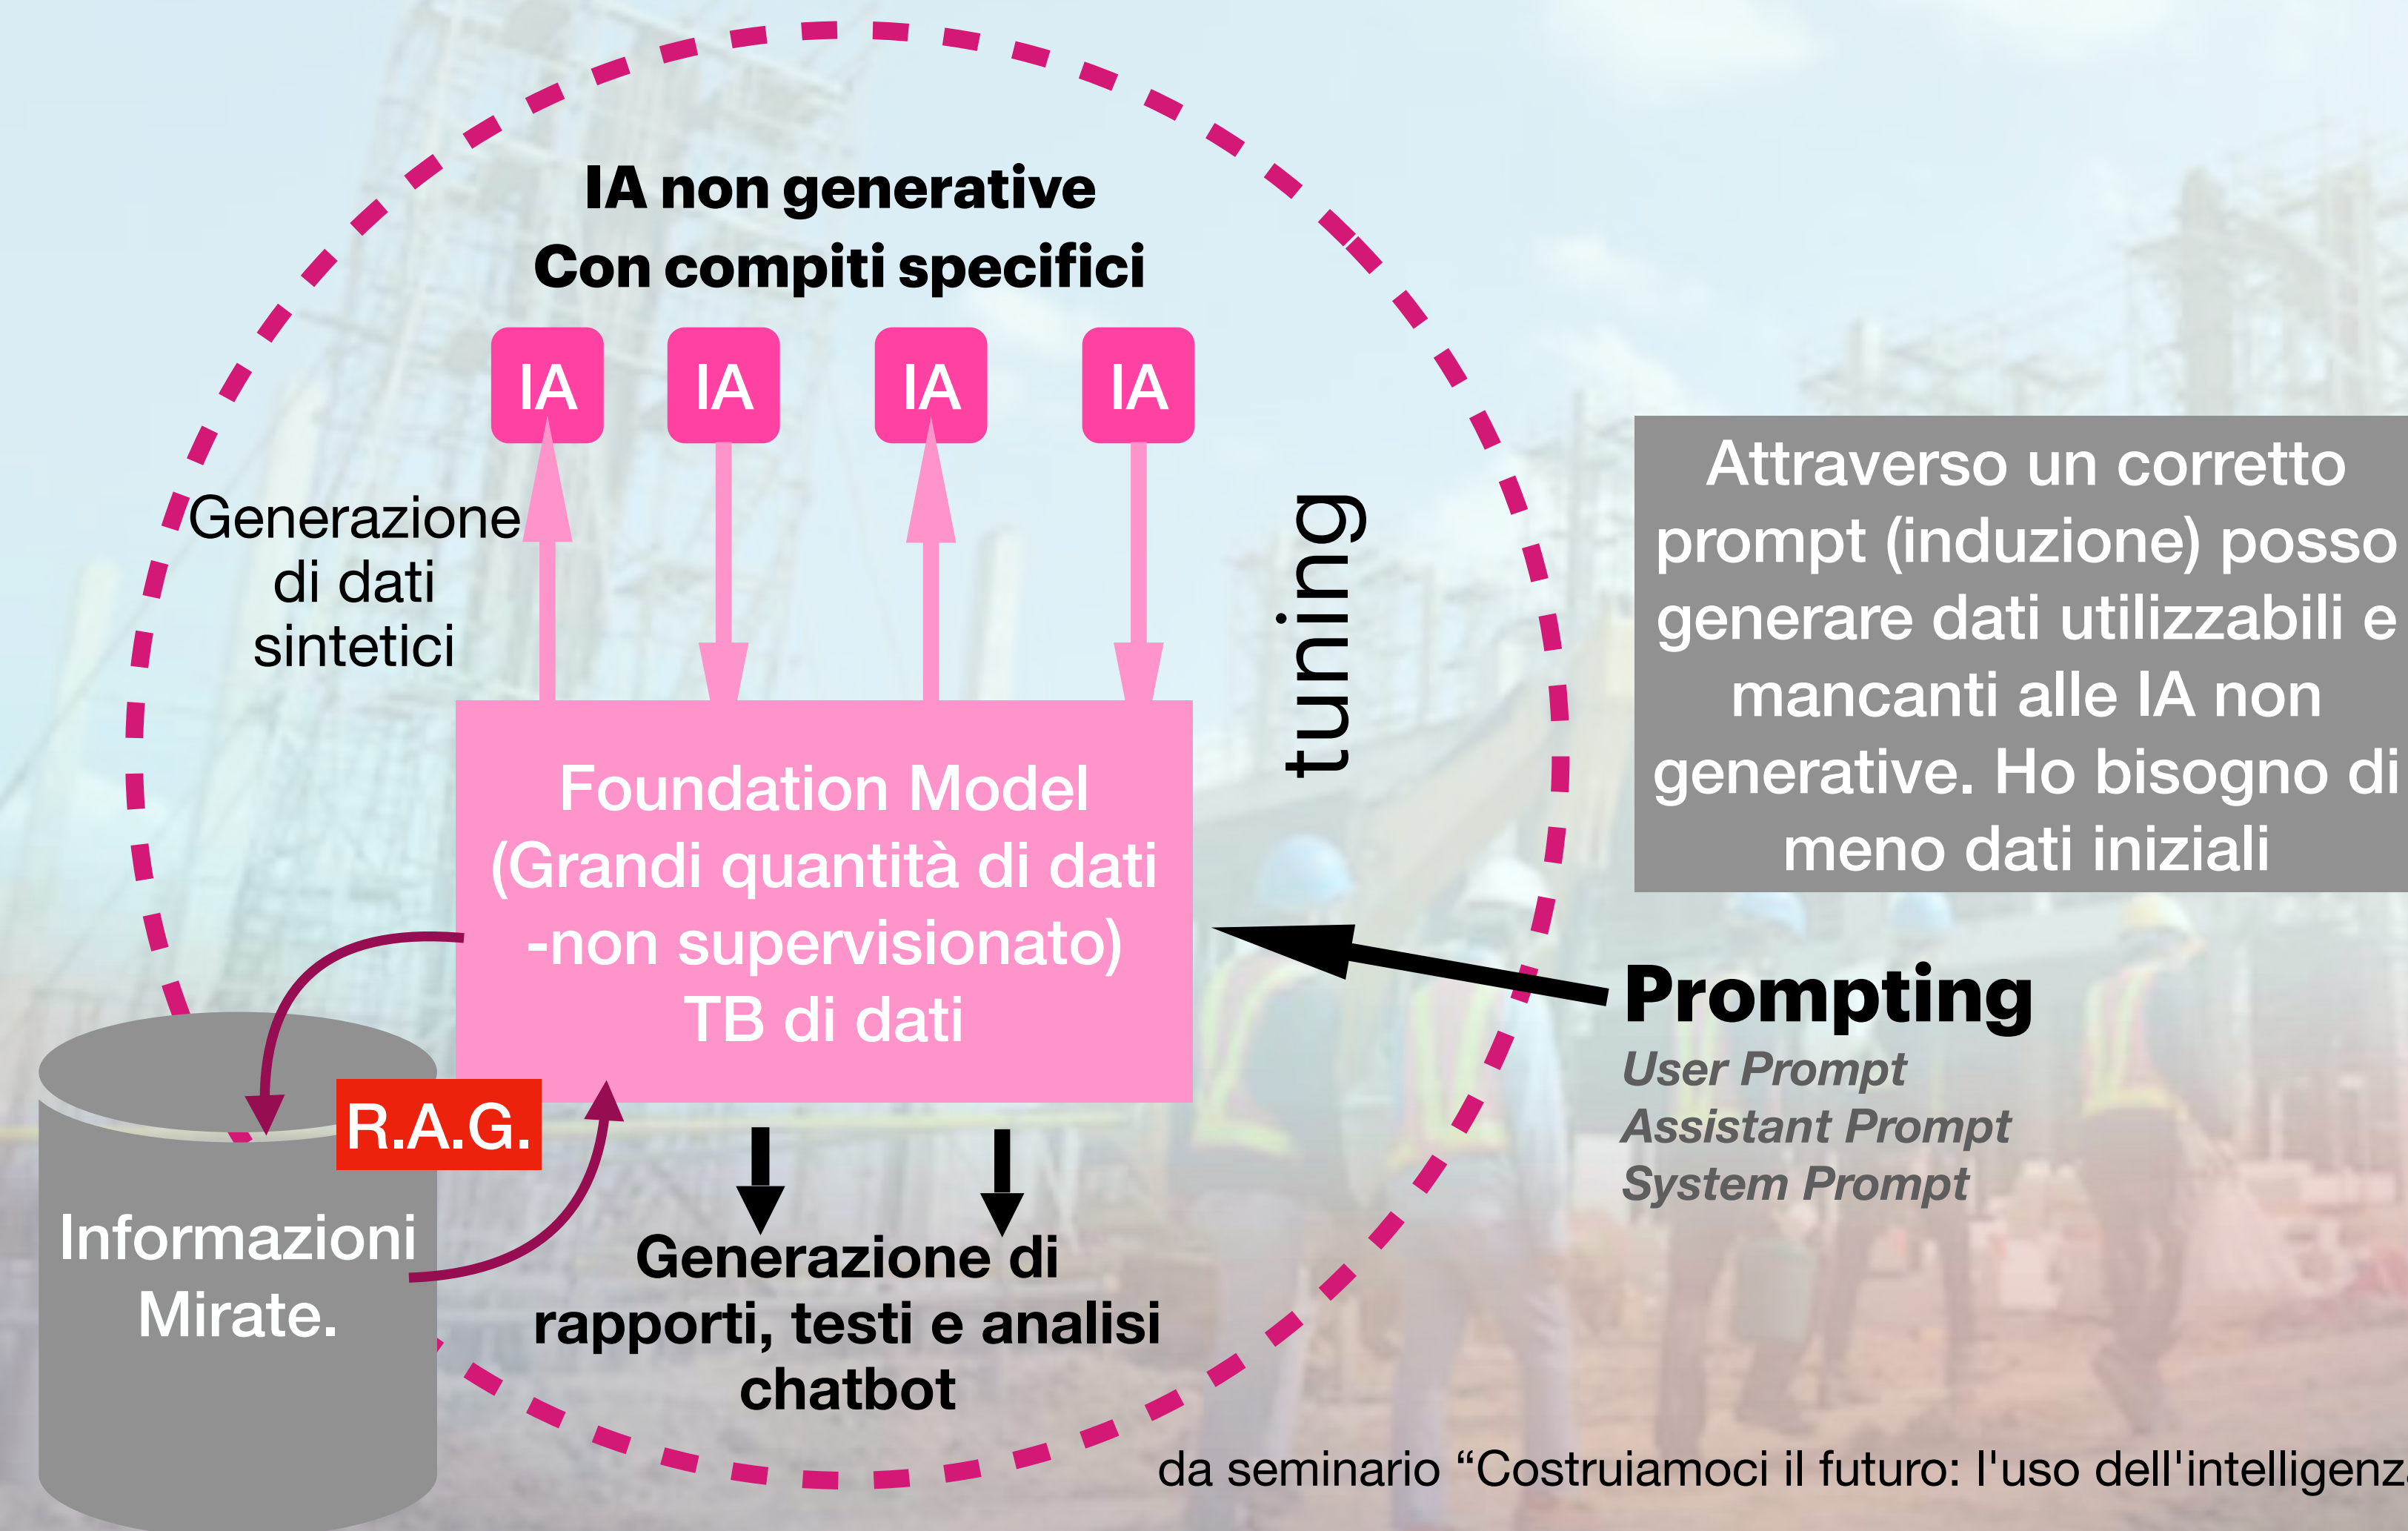 IA non generative
Con compiti specifici
IA
IA
IA
IA
Generazione
di dati
sintetici
tuning
Attraverso un corretto
prompt (induzione) posso
generare dati utilizzabili e
mancanti alle IA non
generative. Ho bisogno di
meno dati iniziali
Foundation Model
(Grandi quantità di dati
-non supervisionato)
TB di dati
Prompting
User Prompt
Assistant Prompt
System Prompt
R.A.G.
Informazioni
Mirate.
Generazione di
rapporti, testi e analisi
chatbot
da seminario “Costruiamoci il futuro: l'uso dell'intelligenza